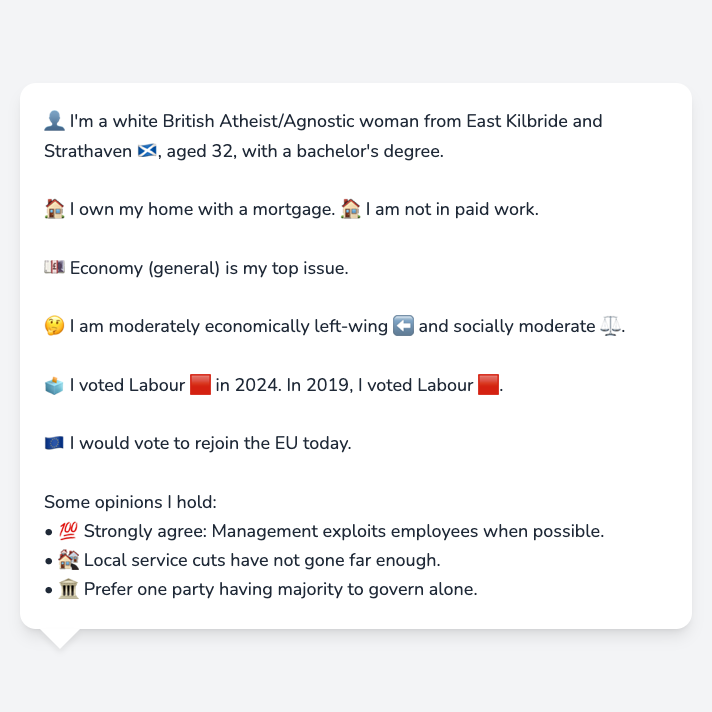 👤 I'm a white British Atheist/Agnostic woman from East Kilbride and
Strathaven 🏴󠁧󠁢󠁳󠁣󠁴󠁿, aged 32, with a bachelor's degree.
🏠 I own my home with a mortgage. 🏠 I am not in paid work.
💷 Economy (general) is my top issue.
🤔 I am moderately economically left-wing ⬅️ and socially moderate ⚖️.
🗳️ I voted Labour 🟥 in 2024. In 2019, I voted Labour 🟥.
🇪🇺 I would vote to rejoin the EU today.
Some opinions I hold:
• 💯 Strongly agree: Management exploits employees when possible.
• 🏚️ Local service cuts have not gone far enough.
• 🏛️ Prefer one party having majority to govern alone.